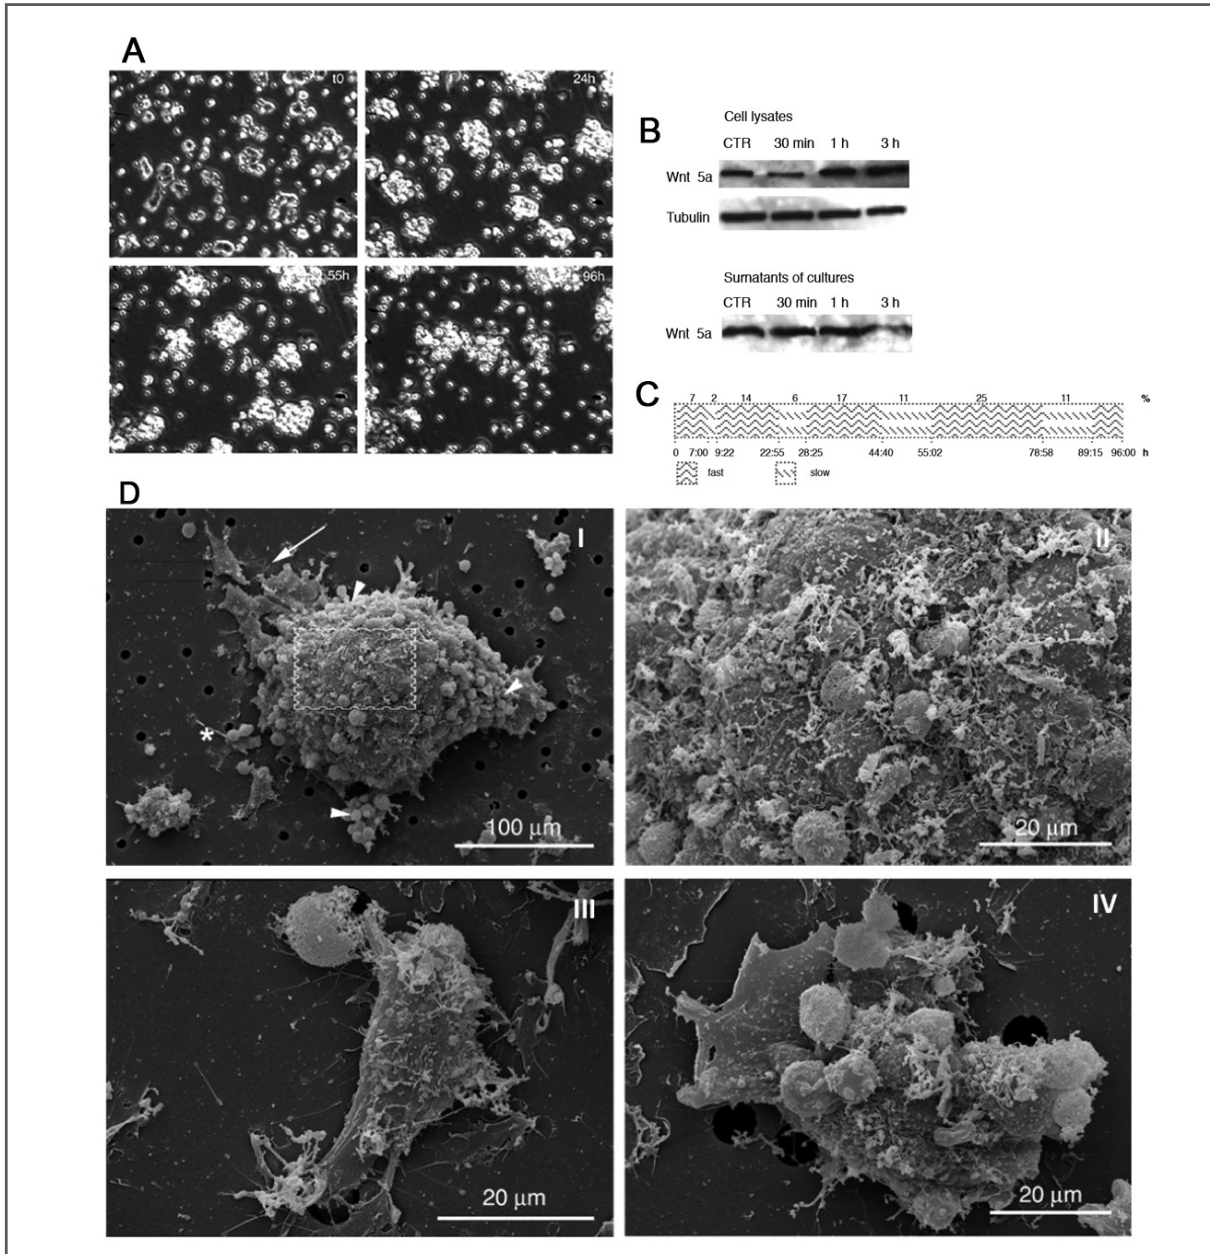 A
t0
24h
55h
96h
B
Cell lysates
CTR 30 min 1 h 3 h
Wnt 5a
Tubulin
Surnatants of cultures
CTR 30 min 1 h 3 h
Wnt 5a
C
7 2 14 6 17 11 25 11 %
0 7:00 9:22 22:55 28:25 44:40 55:02 78:58 89:15 96:00 h
fast slow
D
I
*
100 μm
II
20 μm
III
20 μm
IV
20 μm